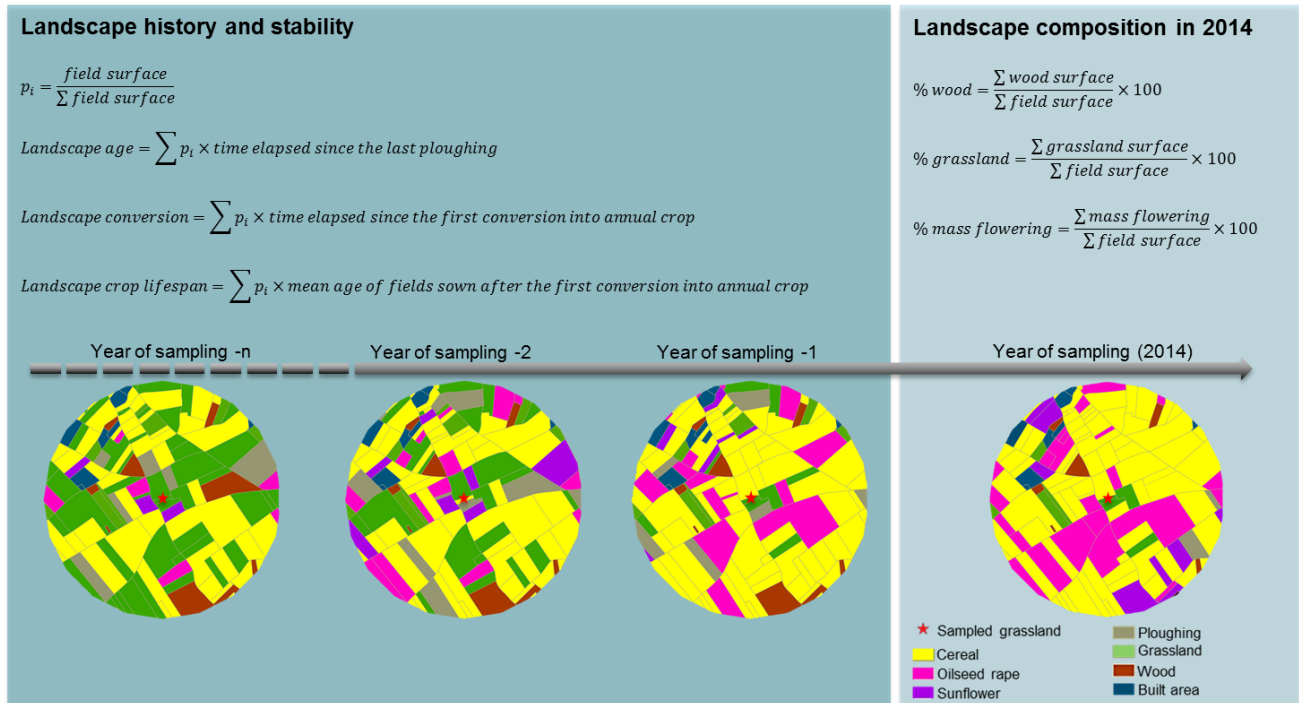 Landscape history and stability
p_i = field surface / ∑ field surface
Landscape age = ∑ p_i × time elapsed since the last ploughing
Landscape conversion = ∑ p_i × time elapsed since the first conversion into annual crop
Landscape crop lifespan = ∑ p_i × mean age of fields sown after the first conversion into annual crop
Landscape composition in 2014
% wood = ∑ wood surface / ∑ field surface × 100
% grassland = ∑ grassland surface / ∑ field surface × 100
% mass flowering = ∑ mass flowering / ∑ field surface × 100
Year of sampling -n
Year of sampling -2
Year of sampling -1
Year of sampling (2014)
Sampled grassland
Cereal
Oilseed rape
Sunflower
Ploughing
Grassland
Wood
Built area